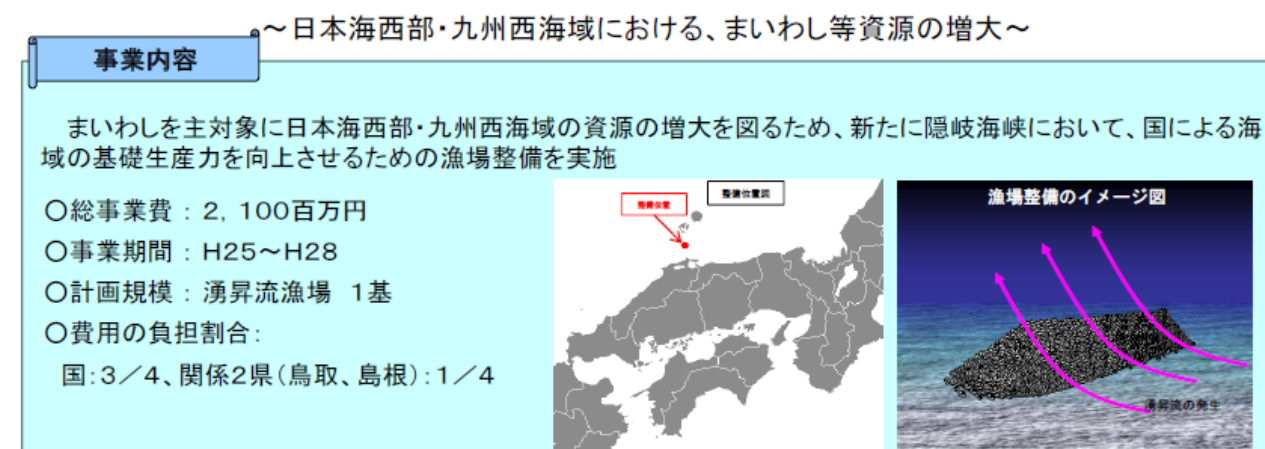 ～日本海西部・九州西海域における、まいわし等資源の増大～
事業内容
まいわしを主対象に日本海西部・九州西海域の資源の増大を図るため、新たに隠岐海峡において、国による海
域の基礎生産力を向上させるための漁場整備を実施
○総事業費：２，１００百万円
○事業期間：H25～H28
○計画規模：湧昇流漁場　１基
○費用の負担割合：
国：３／４、関係２県（鳥取、島根）：１／４
整備位置図
整備位置
漁場整備のイメージ図
湧昇流の発生